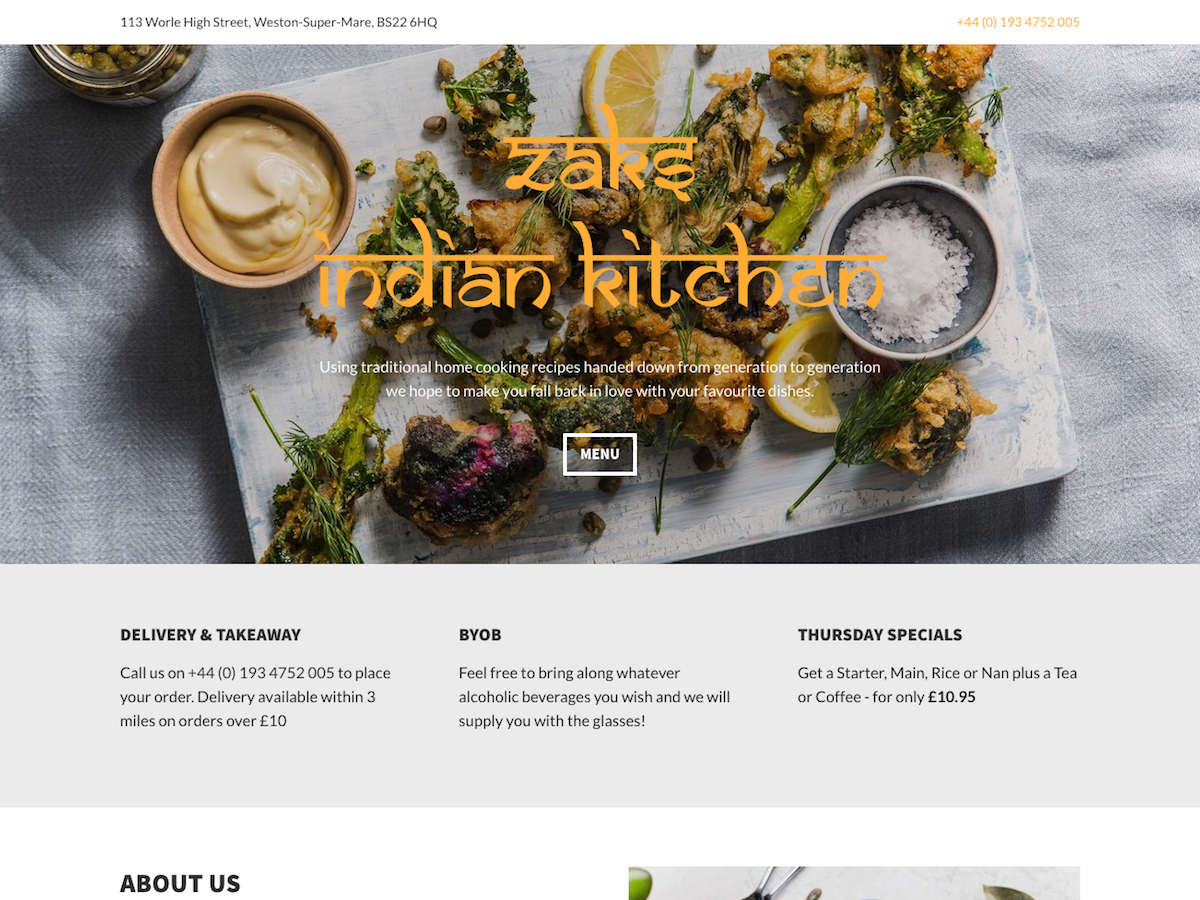 113 Worle High Street, Weston-Super-Mare, BS22 6HQ
+44 (0) 193 4752 005
zaks
indian kitchen
Using traditional home cooking recipes handed down from generation to generation
we hope to make you fall back in love with your favourite dishes.
MENU
DELIVERY & TAKEAWAY
Call us on +44 (0) 193 4752 005 to place
your order. Delivery available within 3
miles on orders over £10
BYOB
Feel free to bring along whatever
alcoholic beverages you wish and we will
supply you with the glasses!
THURSDAY SPECIALS
Get a Starter, Main, Rice or Nan plus a Tea
or Coffee - for only £10.95
ABOUT US